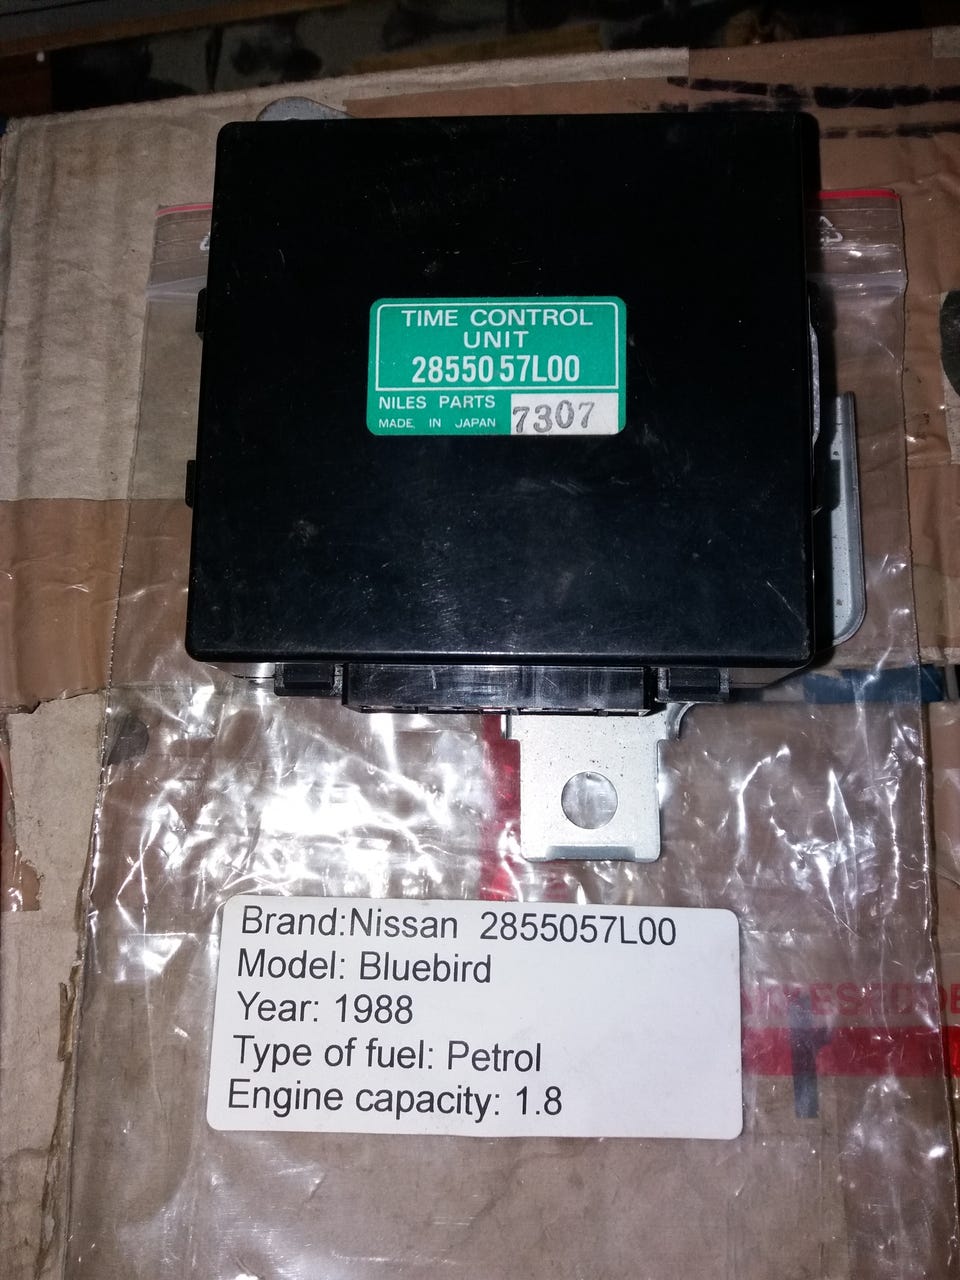 TIME CONTROL
UNIT
28550 57L00
NILES PARTS
MADE IN JAPAN
7307
Brand:Nissan 2855057L00
Model: Bluebird
Year: 1988
Type of fuel: Petrol
Engine capacity: 1.8